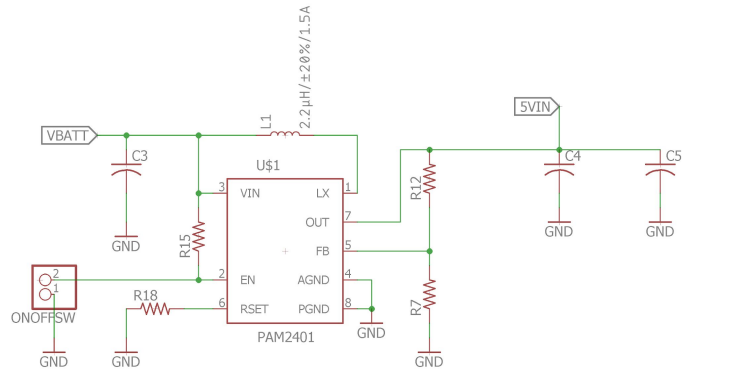 2.2µH/±20%/1.5A
L1
5VIN
VBATT
C3
U$1
C4
C5
3
VIN
LX
1
R12
OUT
7
R15
FB
5
2
2
EN
AGND
4
1
R18
6
RSET
PGND
8
R7
ONOFFSW
PAM2401
GND
GND
GND
GND
GND
GND
GND